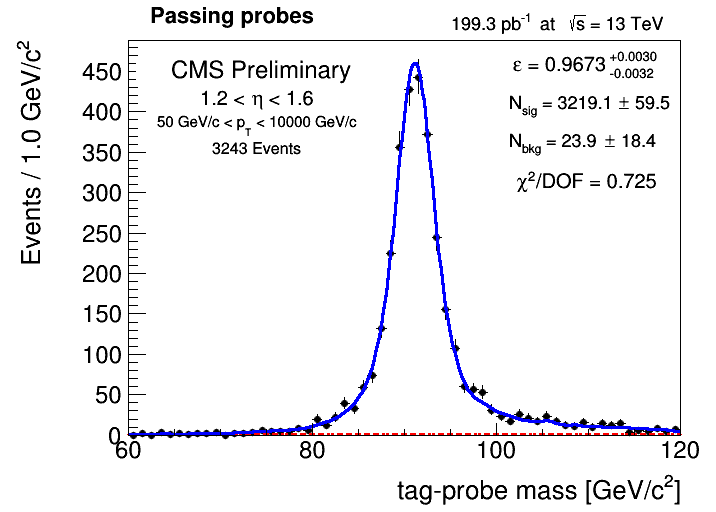 Passing probes
199.3 pb⁻¹ at √s = 13 TeV
CMS Preliminary
1.2 < η < 1.6
50 GeV/c < p_T < 10000 GeV/c
3243 Events
ε = 0.9673 +0.0030 -0.0032
N_sig = 3219.1 ± 59.5
N_bkg = 23.9 ± 18.4
χ²/DOF = 0.725
Events / 1.0 GeV/c²
450
400
350
300
250
200
150
100
50
0
60 80 100 120
tag-probe mass [GeV/c²]